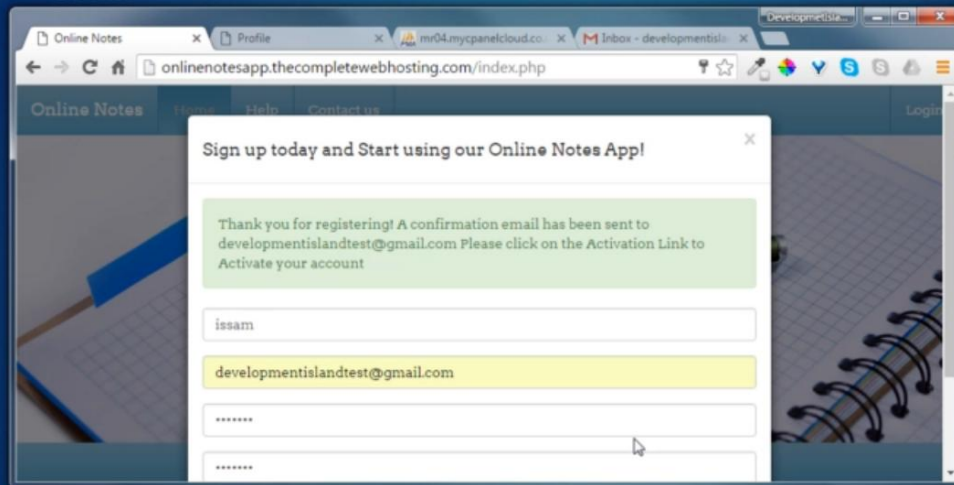 Developmetisla...
Online Notes
Profile
mr04.mycpanelcloud.co
Inbox - developmentisla
onlinenotesapp.thecompletewebhosting.com/index.php
Online Notes Home Help Contact us Login
Sign up today and Start using our Online Notes App!
Thank you for registering! A confirmation email has been sent to
developmentislandtest@gmail.com Please click on the Activation Link to
Activate your account
issam
developmentislandtest@gmail.com
•••••••
•••••••